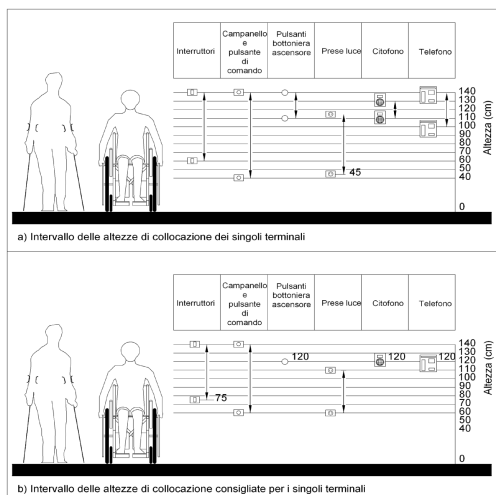 Interruttori
Campanello
e
pulsante
di
comando
Pulsanti
bottoniera
ascensore
Prese luce
Citofono
Telefono
140
130
120
110
100
90
80
70
60
50
40
0
45
Altezza (cm)
a) Intervallo delle altezze di collocazione dei singoli terminali
Interruttori
Campanello
e
pulsante
di
comando
Pulsanti
bottoniera
ascensore
Prese luce
Citofono
Telefono
120
120
120
75
140
130
120
110
100
90
80
70
60
50
40
0
Altezza (cm)
b) Intervallo delle altezze di collocazione consigliate per i singoli terminali